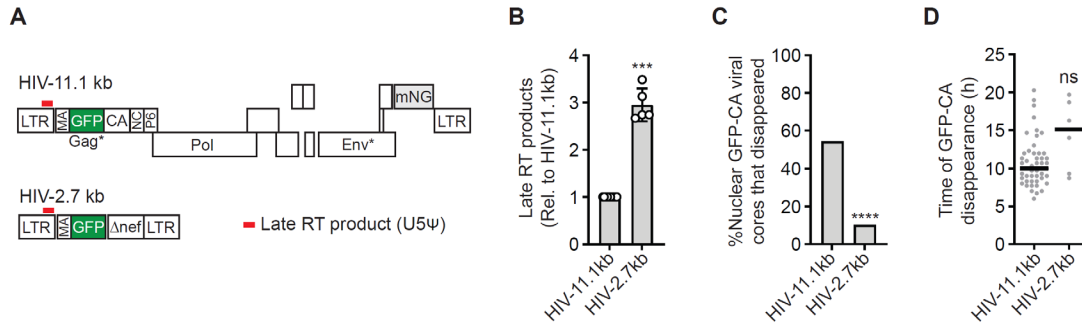 A
HIV-11.1 kb
LTR MA GFP CA NC P6
Gag*
Pol
Env*
mNG
LTR
HIV-2.7 kb
LTR MA GFP Δnef LTR
Late RT product (U5Ψ)
B
Late RT products
(Rel. to HIV-11.1kb)
4
3
2
1
0
***
HIV-11.1kb
HIV-2.7kb
C
%Nuclear GFP-CA viral
cores that disappeared
100
80
60
40
20
0
****
HIV-11.1kb
HIV-2.7kb
D
Time of GFP-CA
disappearance (h)
25
20
15
10
5
0
ns
HIV-11.1kb
HIV-2.7kb